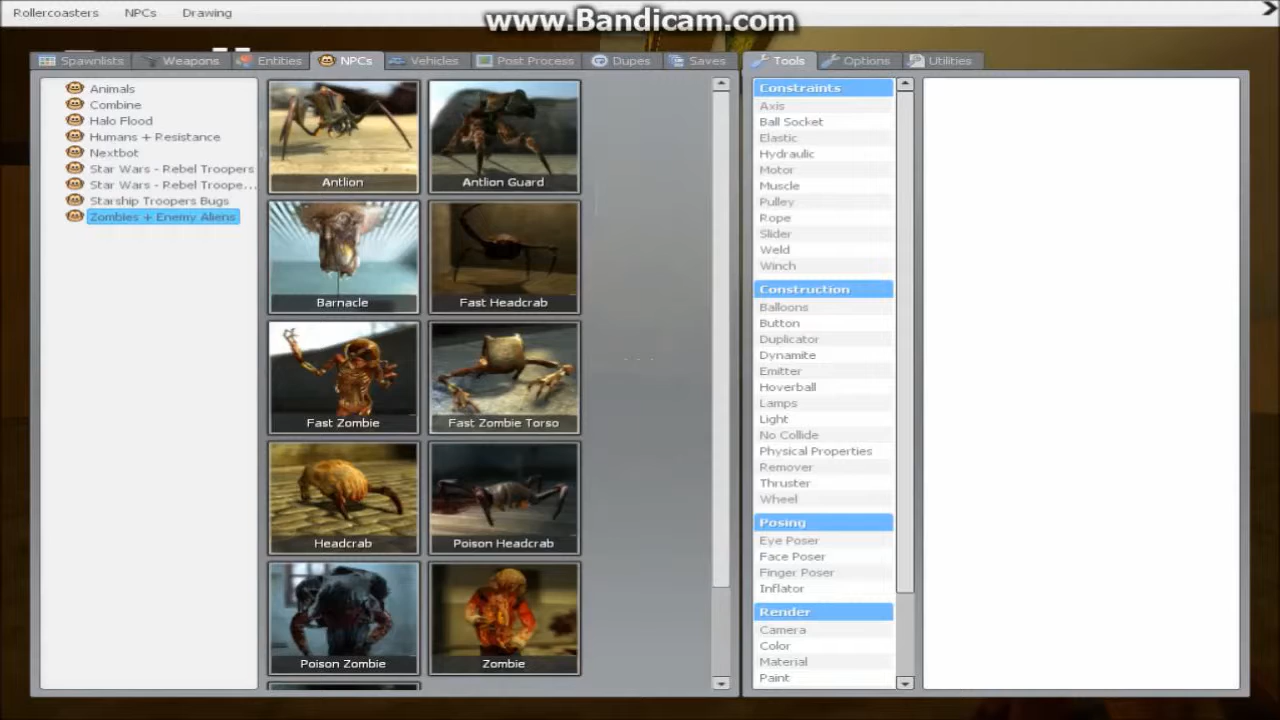 Rollercoasters NPCs Drawing
www.Bandicam.com
Spawnlists Weapons Entities NPCs Vehicles Post Process Dupes Saves Tools Options Utilities
Animals
Combine
Halo Flood
Humans + Resistance
Nextbot
Star Wars - Rebel Troopers
Star Wars - Rebel Troope...
Starship Troopers Bugs
Zombies + Enemy Aliens
Antlion Antlion Guard
Barnacle Fast Headcrab
Fast Zombie Fast Zombie Torso
Headcrab Poison Headcrab
Poison Zombie Zombie
Constraints
Axis
Ball Socket
Elastic
Hydraulic
Motor
Muscle
Pulley
Rope
Slider
Weld
Winch
Construction
Balloons
Button
Duplicator
Dynamite
Emitter
Hoverball
Lamps
Light
No Collide
Physical Properties
Remover
Thruster
Wheel
Posing
Eye Poser
Face Poser
Finger Poser
Inflator
Render
Camera
Color
Material
Paint